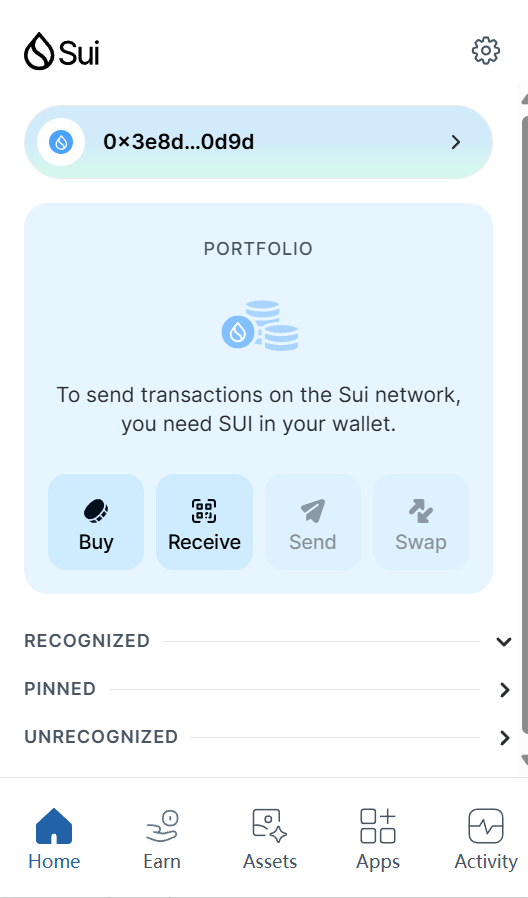 Sui
0×3e8d...0d9d
PORTFOLIO
To send transactions on the Sui network,
you need SUI in your wallet.
Buy
Receive
Send
Swap
RECOGNIZED
PINNED
UNRECOGNIZED
Home
Earn
Assets
Apps
Activity